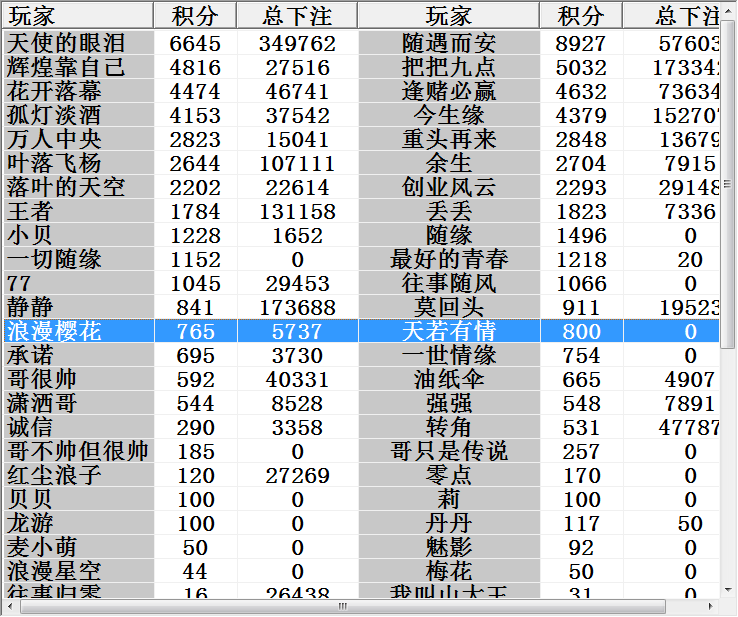 玩家 积分 总下注 玩家 积分 总下注
天使的眼泪 6645 349762 随遇而安 8927 57603
辉煌靠自己 4816 27516 把把九点 5032 17334
花开落幕 4474 46741 逢赌必赢 4632 73634
孤灯淡酒 4153 37542 今生缘 4379 15270
万人中央 2823 15041 重头再来 2848 13679
叶落飞杨 2644 107111 余生 2704 7915
落叶的天空 2202 22614 创业风云 2293 29148
王者 1784 131158 丢丢 1823 7336
小贝 1228 1652 随缘 1496 0
一切随缘 1152 0 最好的青春 1218 20
77 1045 29453 往事随风 1066 0
静静 841 173688 莫回头 911 19523
浪漫樱花 765 5737 天若有情 800 0
承诺 695 3730 一世情缘 754 0
哥很帅 592 40331 油纸伞 665 4907
潇洒哥 544 8528 强强 548 7891
诚信 290 3358 转角 531 47787
哥不帅但很帅 185 0 哥只是传说 257 0
红尘浪子 120 27269 零点 170 0
贝贝 100 0 莉 100 0
龙游 100 0 丹丹 117 50
麦小萌 50 0 魅影 92 0
浪漫星空 44 0 梅花 50 0
往事归零 16 26438 我叫山大王 31 0